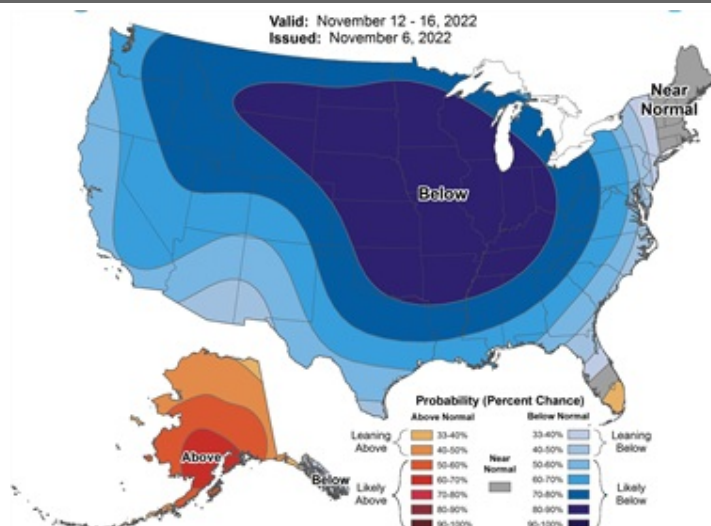 Valid: November 12 - 16, 2022
Issued: November 6, 2022
Near
Normal
Below
Above
Below
Probability (Percent Chance)
Above Normal
Below Normal
Leaning
Above
33-40%
40-50%
50-60%
60-70%
70-80%
80-90%
90-100%
Likely
Above
Near
Normal
33-40%
40-50%
50-60%
60-70%
70-80%
80-90%
90-100%
Leaning
Below
Likely
Below